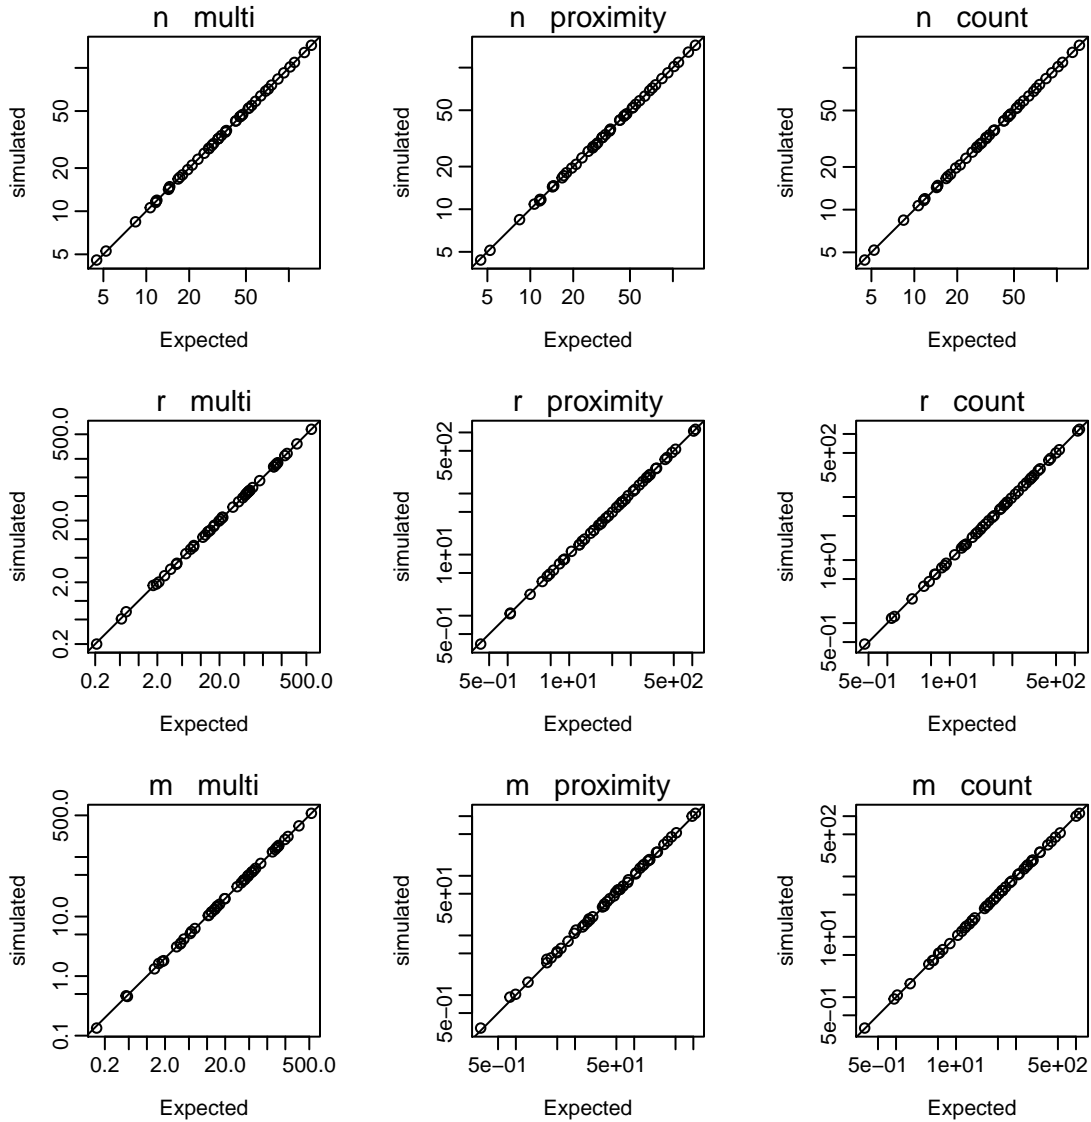 n multi
simulated
50
20
10
5
5 10 20 50
Expected
n proximity
simulated
50
20
10
5
5 10 20 50
Expected
n count
simulated
50
20
10
5
5 10 20 50
Expected
r multi
simulated
500.0
20.0
2.0
0.2
0.2 2.0 20.0 500.0
Expected
r proximity
simulated
5e+02
1e+01
5e−01
5e−01 1e+01 5e+02
Expected
r count
simulated
5e+02
1e+01
5e−01
5e−01 1e+01 5e+02
Expected
m multi
simulated
500.0
10.0
1.0
0.1
0.2 2.0 20.0 500.0
Expected
m proximity
simulated
5e+01
5e−01
5e−01 5e+01
Expected
m count
simulated
5e+02
1e+01
5e−01
5e−01 1e+01 5e+02
Expected